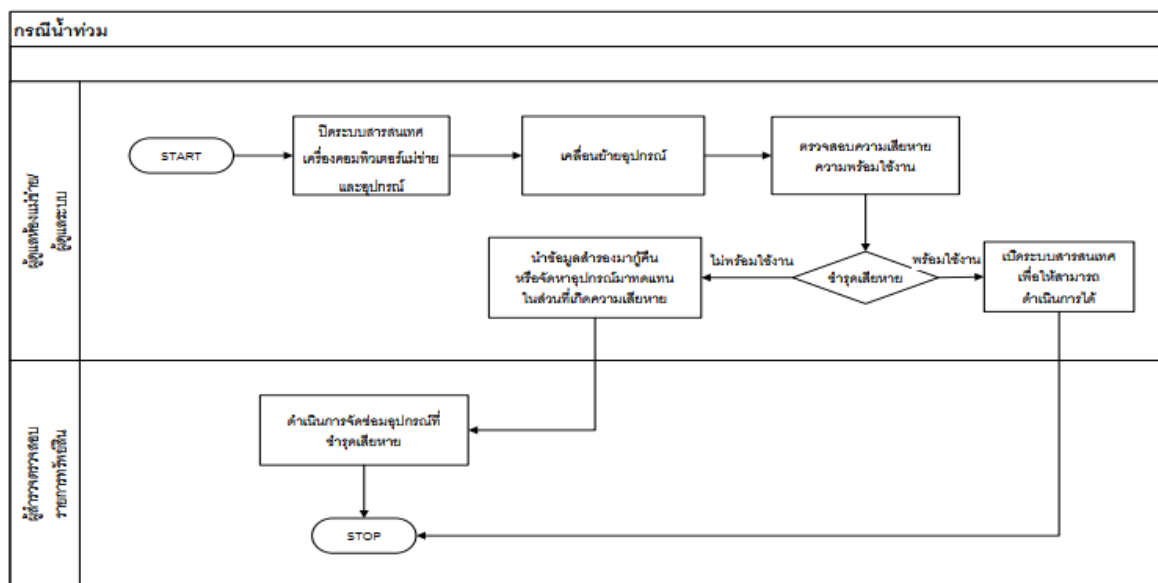 กรณีน้ำท่วม
ผู้ดูแลห้องแม่ข่าย/
ผู้ดูแลระบบ
START
ปิดระบบสารสนเทศ
เครื่องคอมพิวเตอร์แม่ข่าย
และอุปกรณ์
เคลื่อนย้ายอุปกรณ์
ตรวจสอบความเสียหาย
ความพร้อมใช้งาน
นำข้อมูลสำรองมากู้คืน
หรือจัดหาอุปกรณ์มาทดแทน
ในส่วนที่เกิดความเสียหาย
ไม่พร้อมใช้งาน
ชำรุดเสียหาย
พร้อมใช้งาน
เปิดระบบสารสนเทศ
เพื่อให้สามารถ
ดำเนินการได้
ผู้สำรวจตรวจสอบ
รายการทรัพย์สิน
ดำเนินการจัดซ่อมอุปกรณ์ที่
ชำรุดเสียหาย
STOP